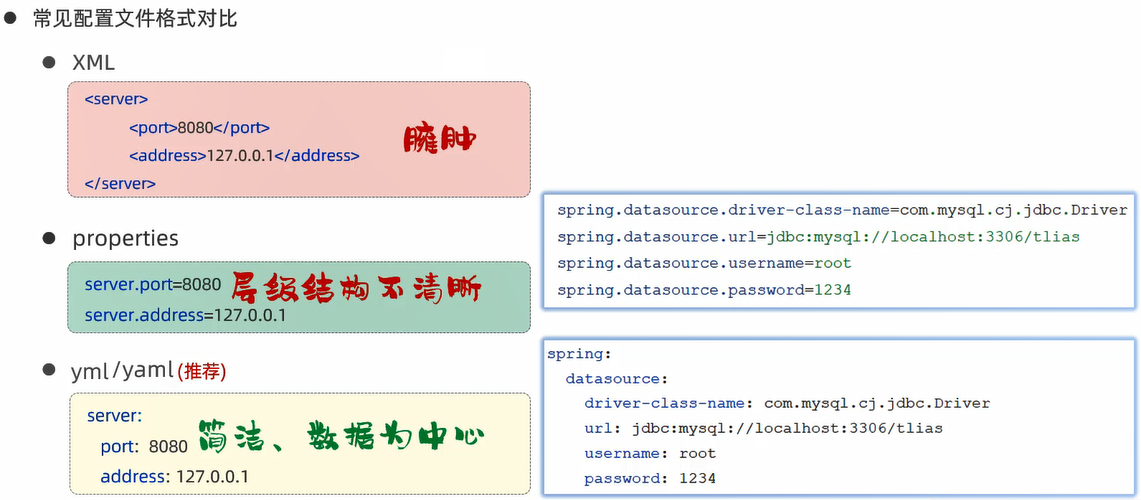 常见配置文件格式对比
XML
<server>
<port>8080</port>
<address>127.0.0.1</address>
</server>
臃肿
properties
server.port=8080
server.address=127.0.0.1
层级结构不清晰
spring.datasource.driver-class-name=com.mysql.cj.jdbc.Driver
spring.datasource.url=jdbc:mysql://localhost:3306/tlias
spring.datasource.username=root
spring.datasource.password=1234
yml/yaml(推荐)
server:
port: 8080
address: 127.0.0.1
简洁、数据为中心
spring:
datasource:
driver-class-name: com.mysql.cj.jdbc.Driver
url: jdbc:mysql://localhost:3306/tlias
username: root
password: 1234